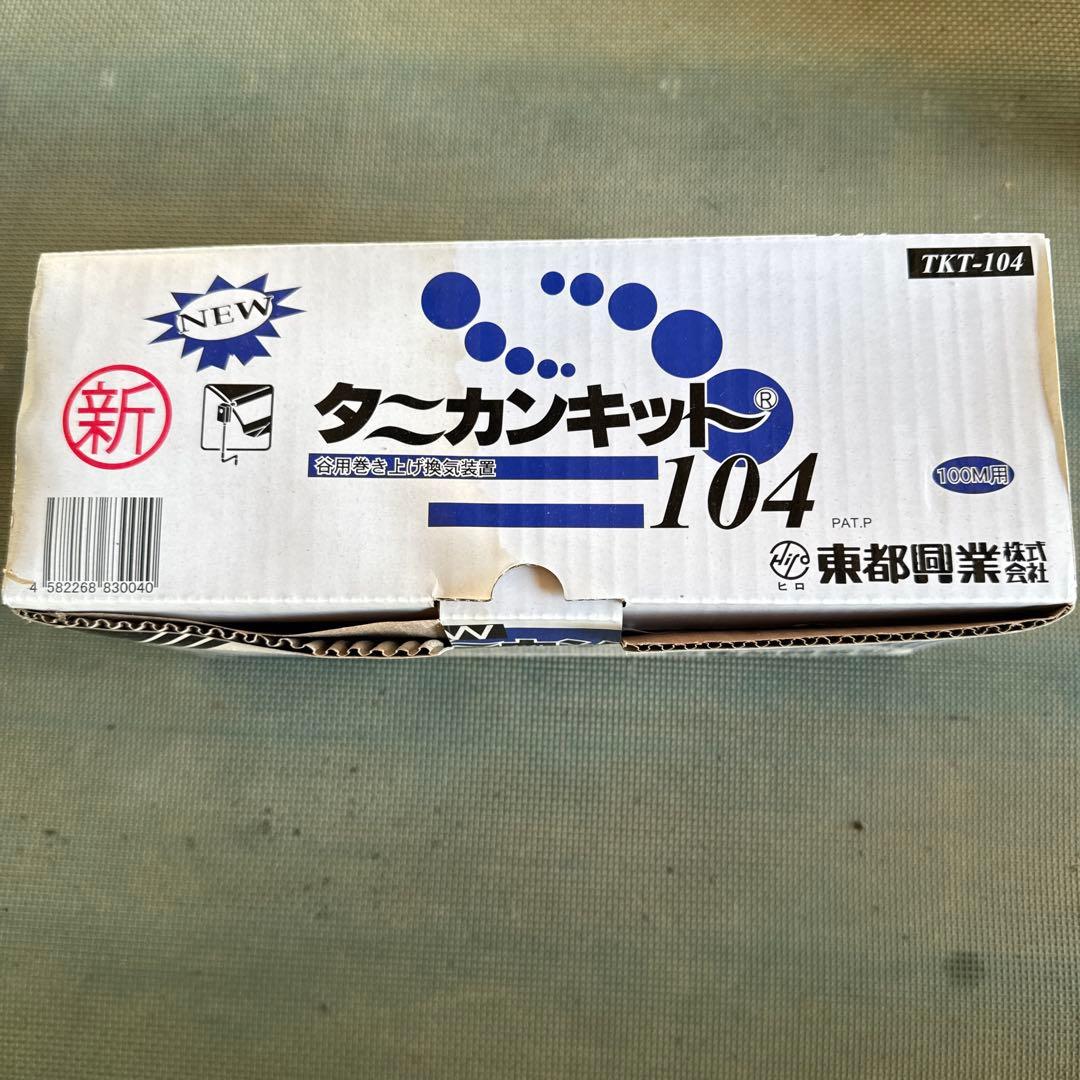 TKT-104
NEW
新
タニカンキット®
谷用巻き上げ換気装置
104
100M用
PAT.P
Hiro
ヒロ
東都興業株式会社
4 582268 830040